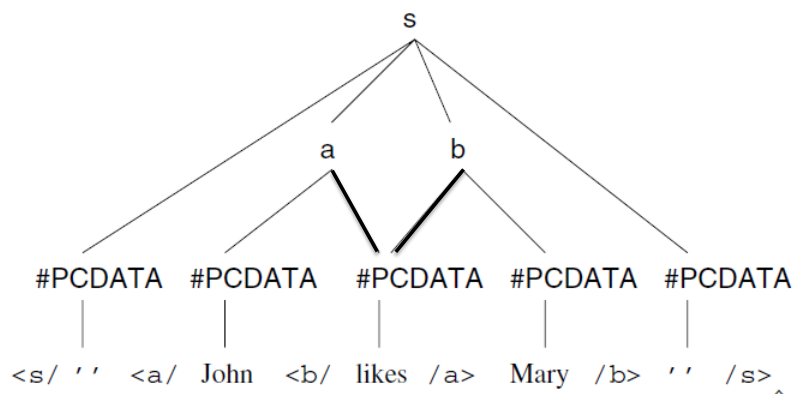 s
a b
#PCDATA #PCDATA #PCDATA #PCDATA #PCDATA
<s/ '' <a/ John <b/ likes /a> Mary /b> '' /s>